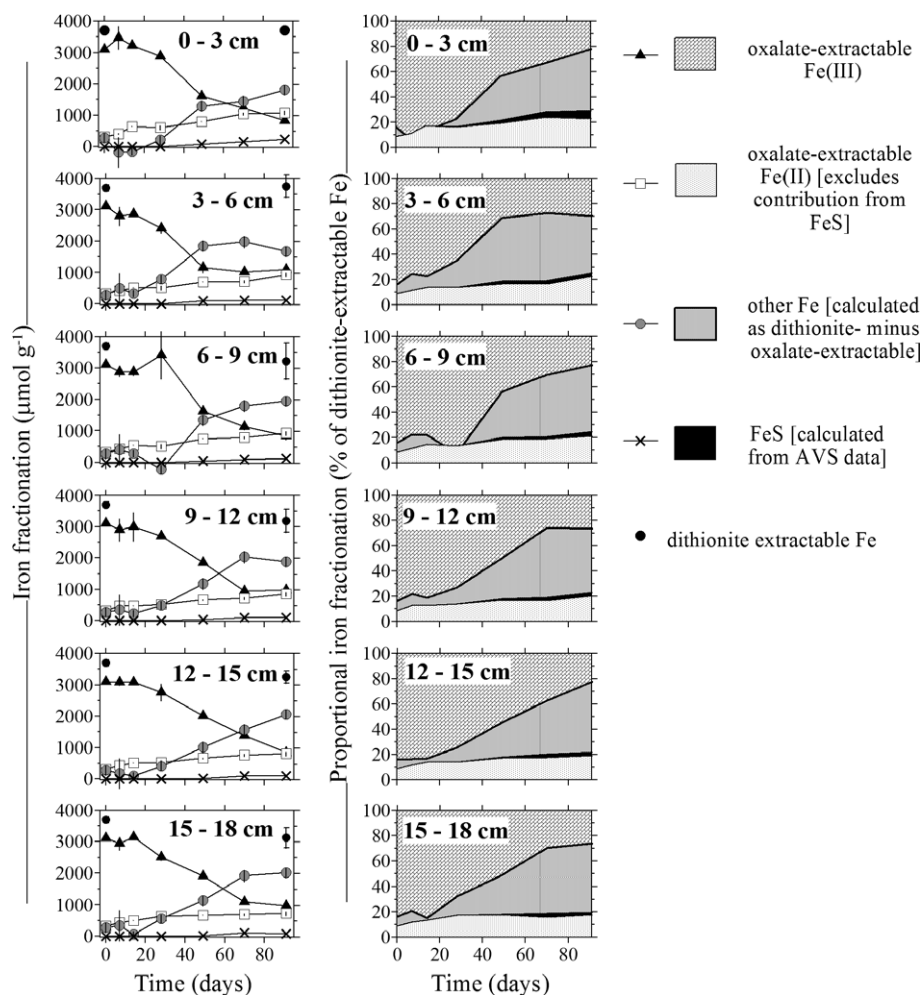 Iron fractionation (µmol g⁻¹)
4000
3000
2000
1000
0
0 - 3 cm
4000
3000
2000
1000
0
3 - 6 cm
4000
3000
2000
1000
0
6 - 9 cm
4000
3000
2000
1000
0
9 - 12 cm
4000
3000
2000
1000
0
12 - 15 cm
4000
3000
2000
1000
0
15 - 18 cm
0 20 40 60 80
Time (days)
Proportional iron fractionation (% of dithionite-extractable Fe)
100
80
60
40
20
0
0 - 3 cm
100
80
60
40
20
0
3 - 6 cm
100
80
60
40
20
0
6 - 9 cm
100
80
60
40
20
0
9 - 12 cm
100
80
60
40
20
0
12 - 15 cm
100
80
60
40
20
0
15 - 18 cm
0 20 40 60 80
Time (days)
oxalate-extractable
Fe(III)
oxalate-extractable
Fe(II) [excludes
contribution from
FeS]
other Fe [calculated
as dithionite- minus
oxalate-extractable]
FeS [calculated
from AVS data]
dithionite extractable Fe